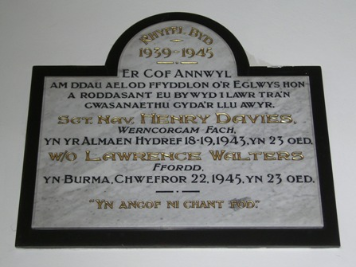 RHYFEL BYD
1939-1945
ER COF ANNWYL
AM DDAU AELOD FFYDDLON O'R EGLWYS HON
A RODDASANT EU BYWYD I LAWR TRA'N
GWASANAETHU GYDA'R LLU AWYR.
SGT. NAV. HENRY DAVIES,
WERNCORGAM FACH,
YN YR ALMAEN HYDREF 18-19, 1943, YN 23 OED.
W/O LAWRENCE WALTERS
FFORDD,
YN BURMA, CHWEFROR 22, 1945, YN 23 OED.
"YN ANGOF NI CHANT FOD."